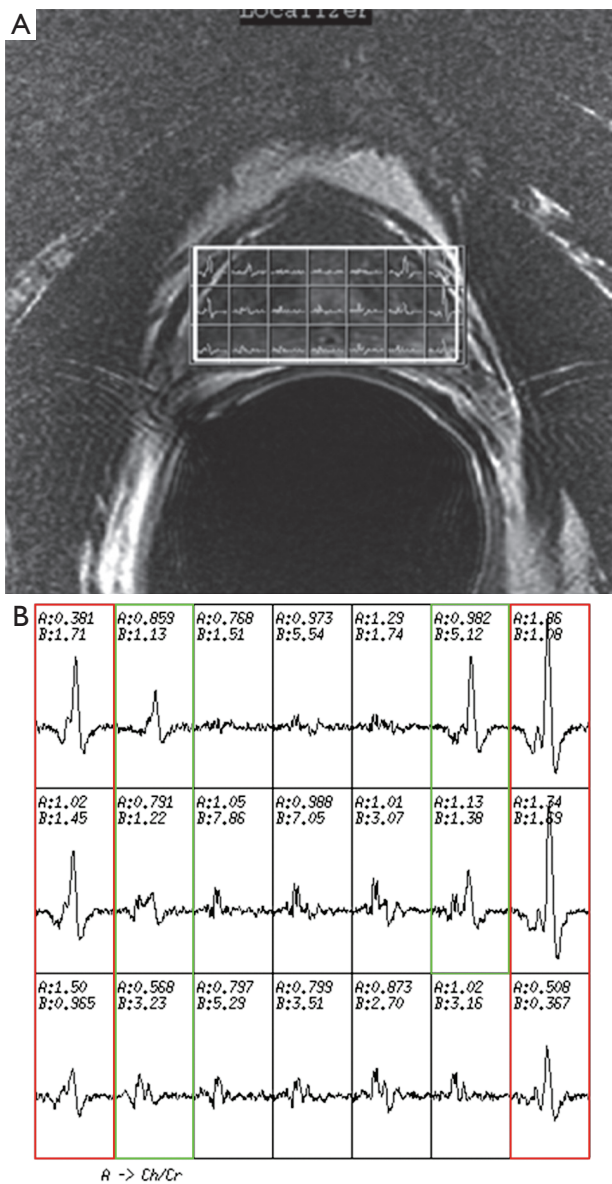 Localizer
A
B
A:0.381 A:0.859 A:0.768 A:0.973 A:1.29 A:0.982 A:1.86
B:1.71 B:1.13 B:1.51 B:5.54 B:1.74 B:5.12 B:1.08
A:1.02 A:0.791 A:1.05 A:0.988 A:1.01 A:1.13 A:1.34
B:1.45 B:1.22 B:7.86 B:7.05 B:3.07 B:1.38
A:1.50 A:0.568 A:0.797 A:0.799 A:0.873 A:1.02 A:0.508
B:0.965 B:3.23 B:5.29 B:3.51 B:2.70 B:3.16 B:0.367
A -> Ch/Cr